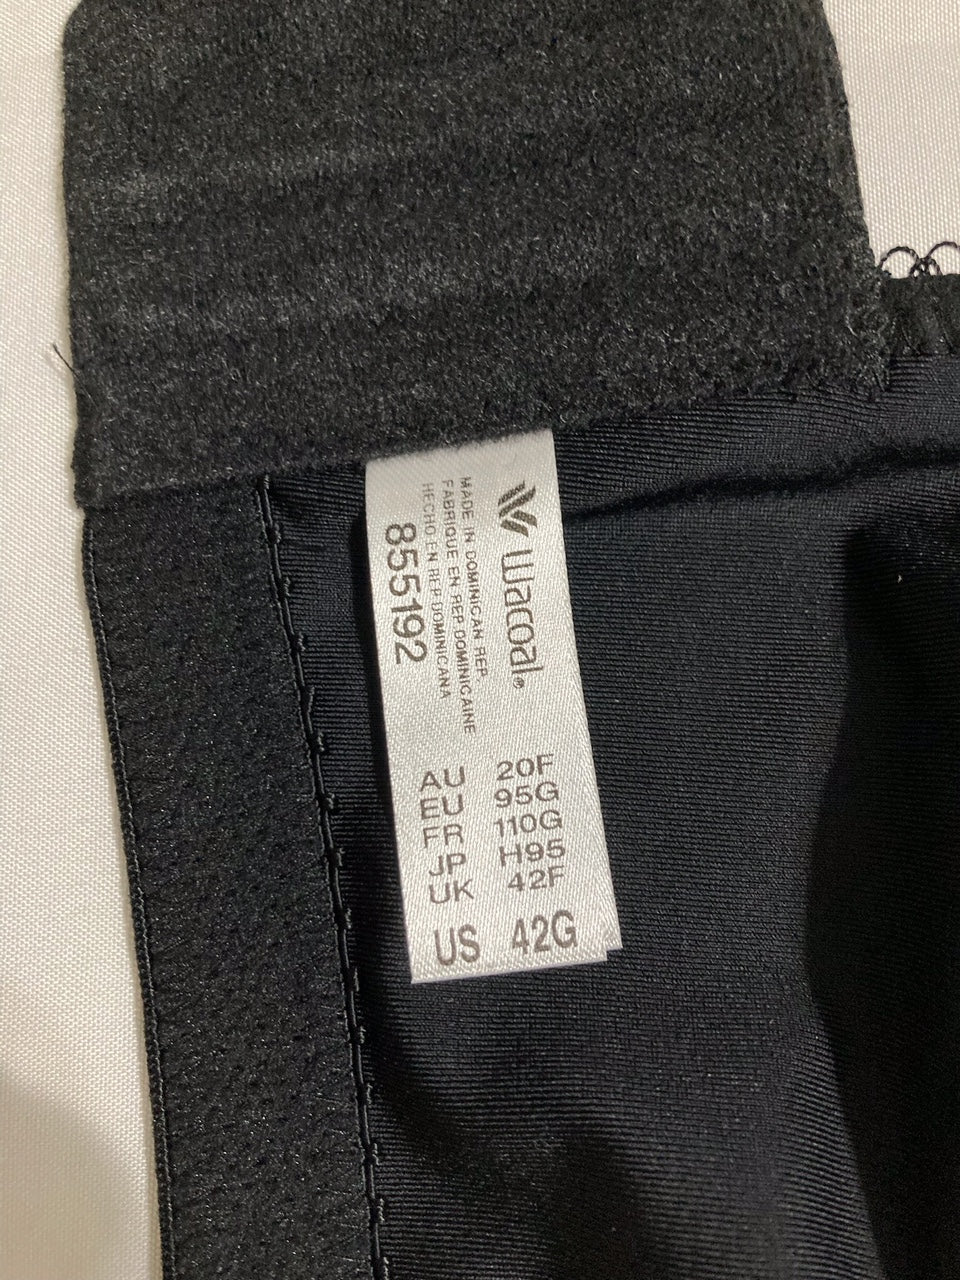 wacoal®
MADE IN DOMINICAN REP.
FABRIQUE EN REP. DOMINICAINE
HECHO EN REP. DOMINICANA
855192
AU 20F
EU 95G
FR 110G
JP H95
UK 42F
US 42G